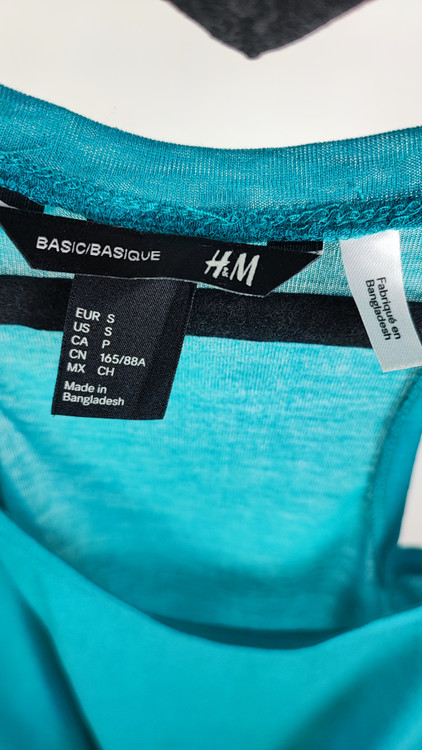 BASIC/BASIQUE
H&M
EUR S
US S
CA P
CN 165/88A
MX CH
Made in
Bangladesh
Fabriqué en
Bangladesh